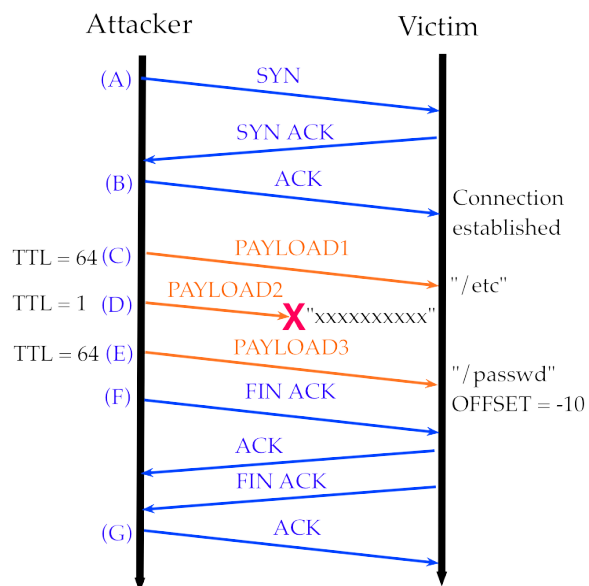 Attacker
Victim
(A)
SYN
SYN ACK
(B)
ACK
Connection
established
TTL = 64 (C)
PAYLOAD1
"/etc"
TTL = 1 (D)
PAYLOAD2
X "xxxxxxxxxx"
TTL = 64 (E)
PAYLOAD3
"/passwd"
OFFSET = -10
(F)
FIN ACK
ACK
FIN ACK
(G)
ACK